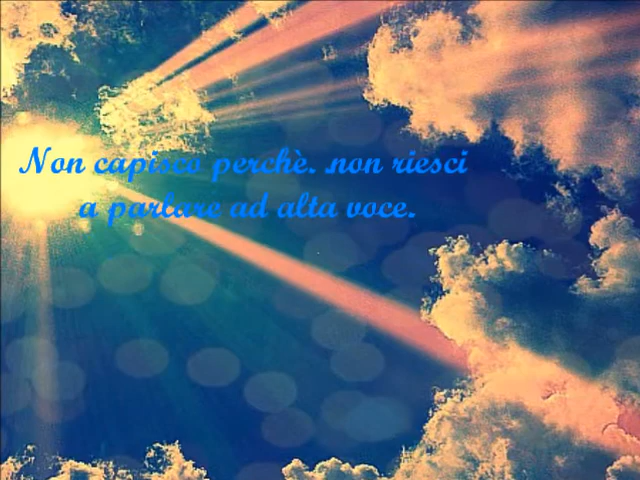 Non capisco perchè. .non riesci
a parlare ad alta voce.